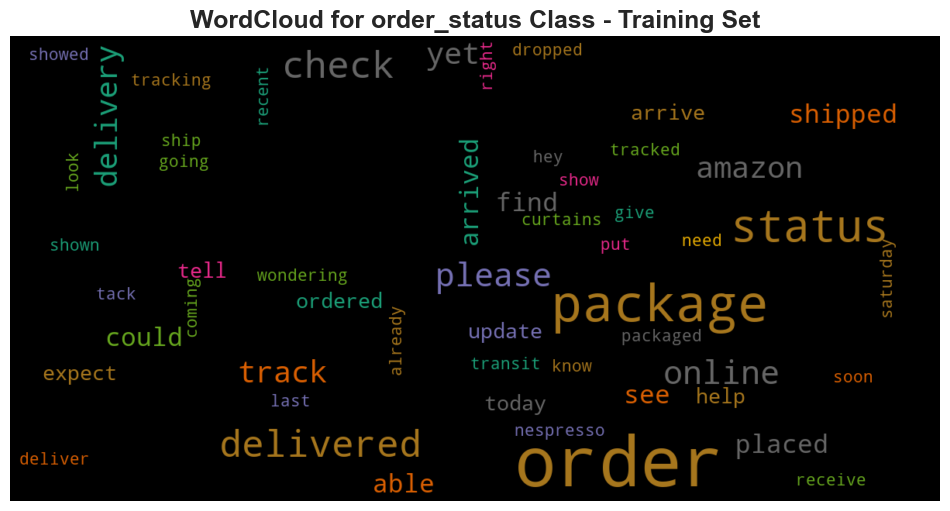 WordCloud for order_status Class - Training Set
showed
delivery
tracking
recent
check
yet
right
dropped
arrive
shipped
look
ship
going
arrived
hey
tracked
amazon
show
find
curtains
give
put
need
status
saturday
shown
tell
wondering
please
tack
coming
ordered
package
could
already
update
packaged
expect
track
transit
know
online
soon
last
today
see
help
delivered
nespresso
order
placed
deliver
able
receive